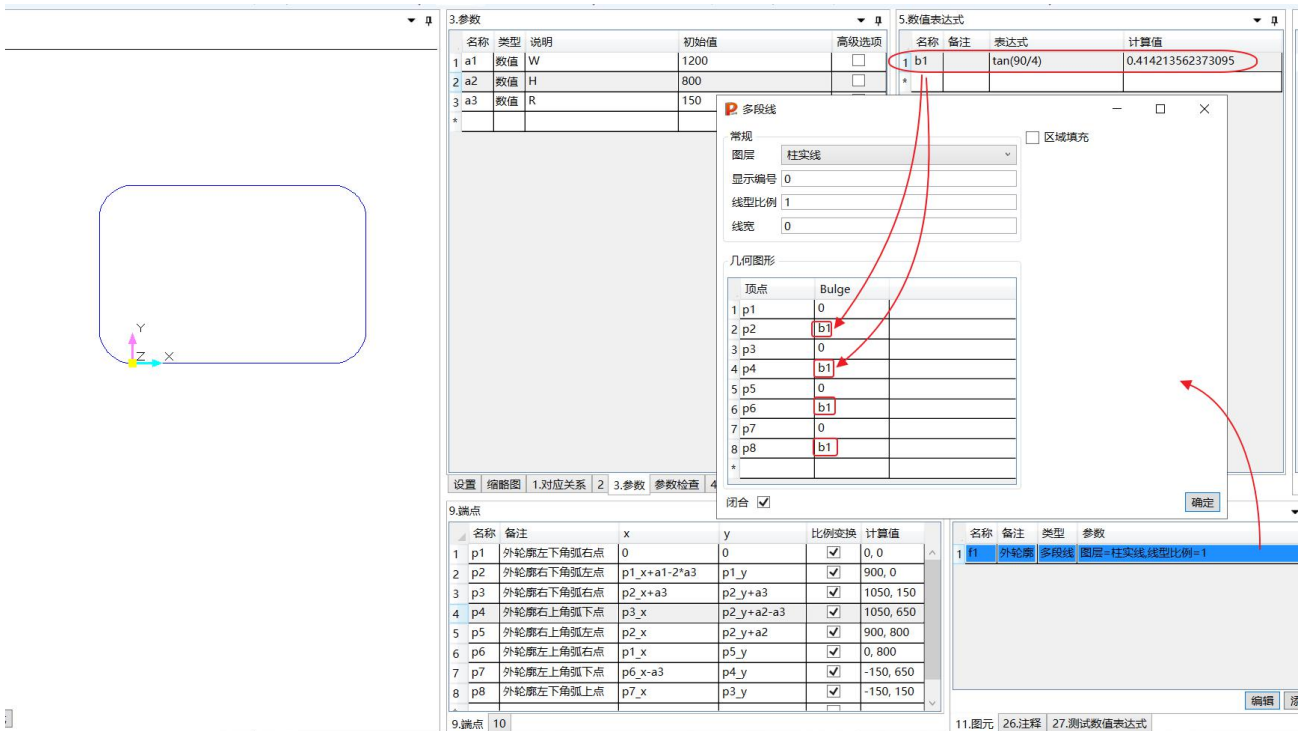 3.参数
名称 类型 说明 初始值 高级选项
1 a1 数值 W 1200
2 a2 数值 H 800
3 a3 数值 R 150
*
5.数值表达式
名称 备注 表达式 计算值
1 b1 tan(90/4) 0.414213562373095
*
多段线
常规
图层 柱实线
显示编号 0
线型比例 1
线宽 0
区域填充
几何图形
顶点 Bulge
1 p1 0
2 p2 b1
3 p3 0
4 p4 b1
5 p5 0
6 p6 b1
7 p7 0
8 p8 b1
*
闭合
确定
Y
Z X
设置 缩略图 1.对应关系 2 3.参数 参数检查 4
9.端点
名称 备注 x y 比例变换 计算值
1 p1 外轮廓左下角弧右点 0 0 0, 0
2 p2 外轮廓右下角弧左点 p1_x+a1-2*a3 p1_y 900, 0
3 p3 外轮廓右下角弧右点 p2_x+a3 p2_y+a3 1050, 150
4 p4 外轮廓右上角弧下点 p3_x p2_y+a2-a3 1050, 650
5 p5 外轮廓右上角弧左点 p2_x p2_y+a2 900, 800
6 p6 外轮廓左上角弧右点 p1_x p5_y 0, 800
7 p7 外轮廓左上角弧下点 p6_x-a3 p4_y -150, 650
8 p8 外轮廓左下角弧上点 p7_x p3_y -150, 150
9.端点 10
名称 备注 类型 参数
1 f1 外轮廓 多段线 图层=柱实线,线型比例=1
编辑
11.图元 26.注释 27.测试数值表达式